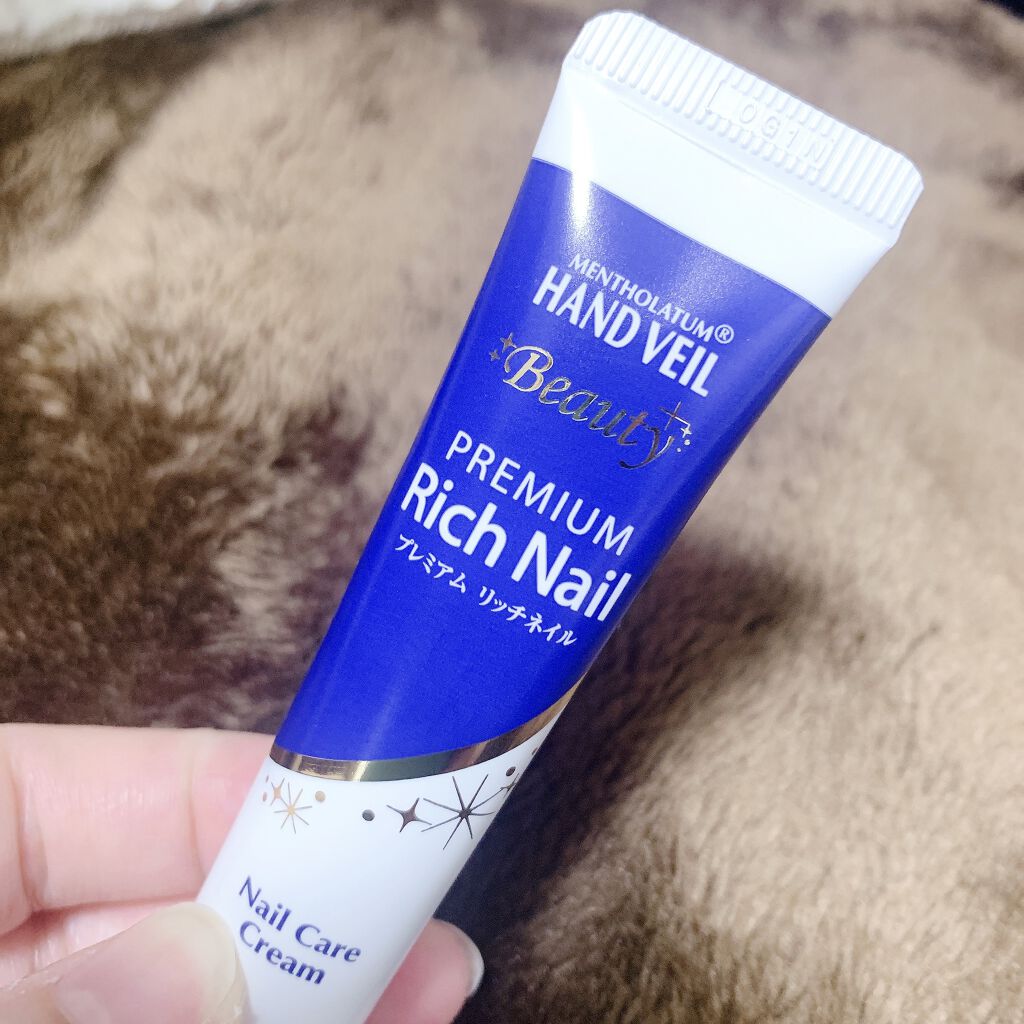 MENTHOLATUM®
HAND VEIL
Beauty
PREMIUM
Rich Nail
プレミアム リッチネイル
Nail Care
Cream